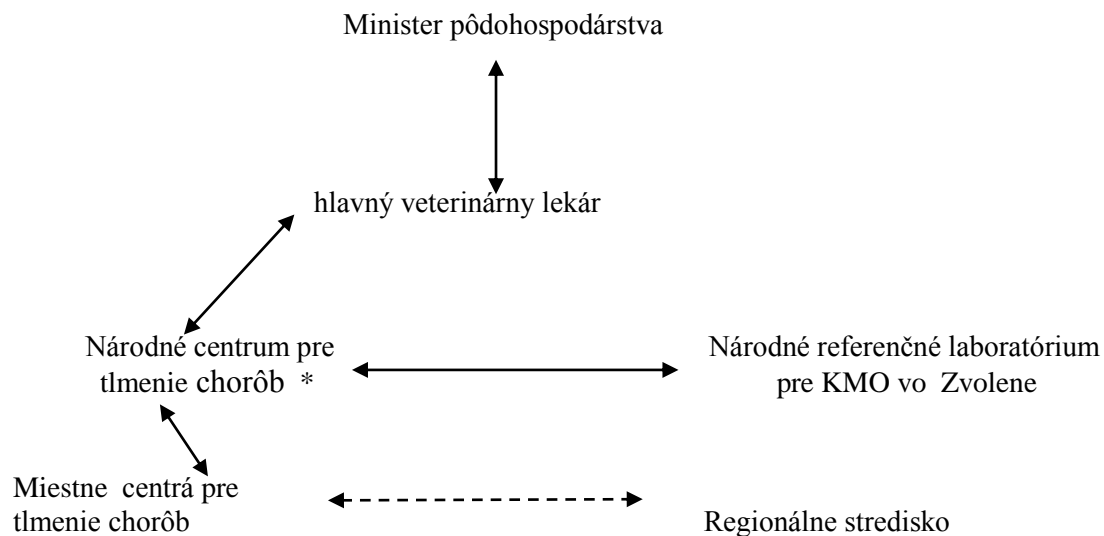 Minister pôdohospodárstva
hlavný veterinárny lekár
Národné centrum pre
tlmenie chorôb *
Národné referenčné laboratórium
pre KMO vo Zvolene
Miestne centrá pre
tlmenie chorôb
Regionálne stredisko